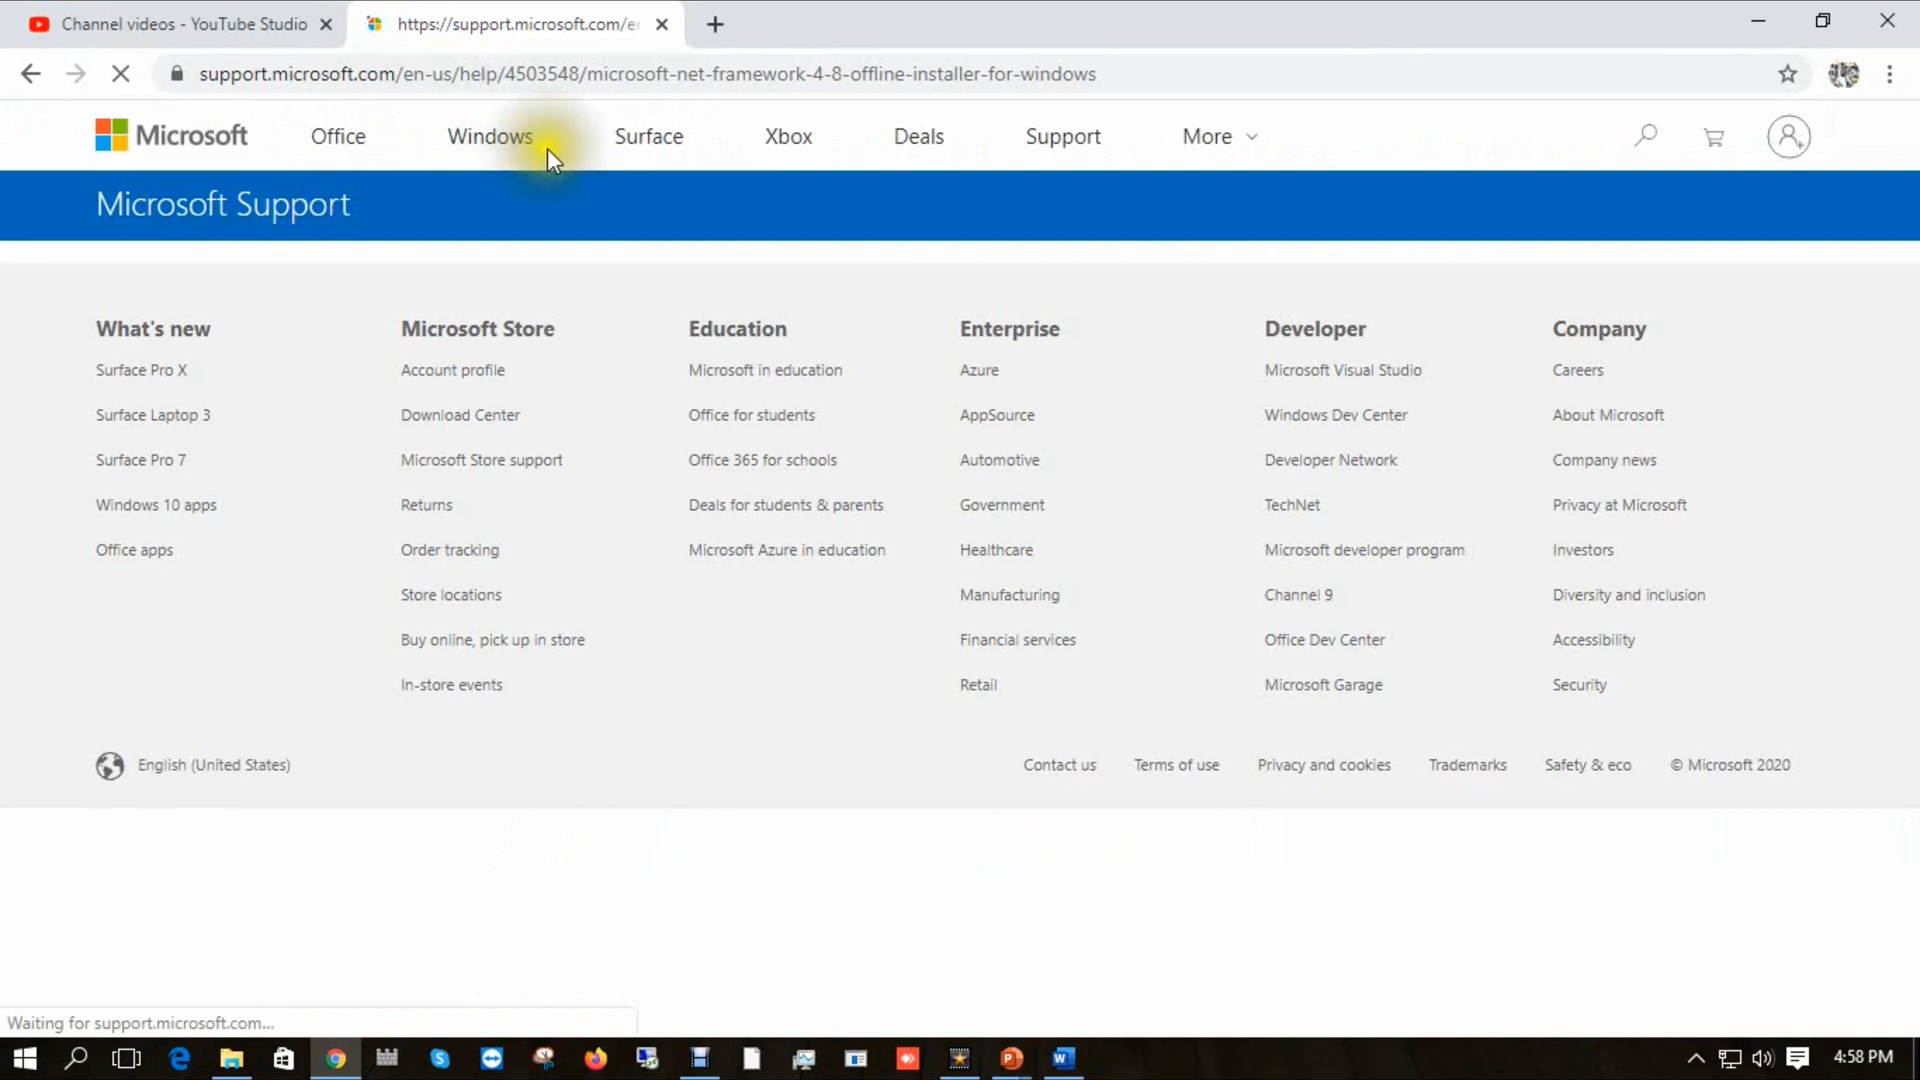 Channel videos - YouTube Studio
https://support.microsoft.com/e
support.microsoft.com/en-us/help/4503548/microsoft-net-framework-4-8-offline-installer-for-windows
Microsoft
Office
Windows
Surface
Xbox
Deals
Support
More
Microsoft Support
What's new
Surface Pro X
Surface Laptop 3
Surface Pro 7
Windows 10 apps
Office apps
Microsoft Store
Account profile
Download Center
Microsoft Store support
Returns
Order tracking
Store locations
Buy online, pick up in store
In-store events
Education
Microsoft in education
Office for students
Office 365 for schools
Deals for students & parents
Microsoft Azure in education
Enterprise
Azure
AppSource
Automotive
Government
Healthcare
Manufacturing
Financial services
Retail
Developer
Microsoft Visual Studio
Windows Dev Center
Developer Network
TechNet
Microsoft developer program
Channel 9
Office Dev Center
Microsoft Garage
Company
Careers
About Microsoft
Company news
Privacy at Microsoft
Investors
Diversity and inclusion
Accessibility
Security
English (United States)
Contact us
Terms of use
Privacy and cookies
Trademarks
Safety & eco
© Microsoft 2020
Waiting for support.microsoft.com...
4:58 PM